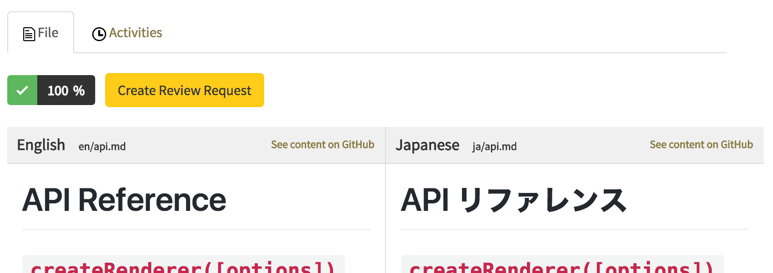 File
Activities
100 %
Create Review Request
English en/api.md See content on GitHub
Japanese ja/api.md See content on GitHub
API Reference
API リファレンス
createRenderer([options])
createRenderer([options])